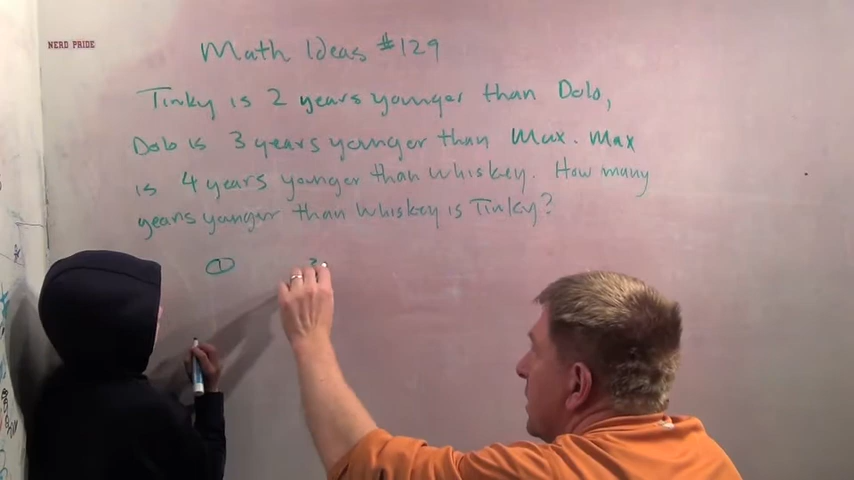 NERD PRIDE
Math Ideas #129
Tinky is 2 years younger than Dolo,
Dolo is 3 years younger than Max. Max
is 4 years younger than Whiskey. How many
years younger than Whiskey is Tinky?
①